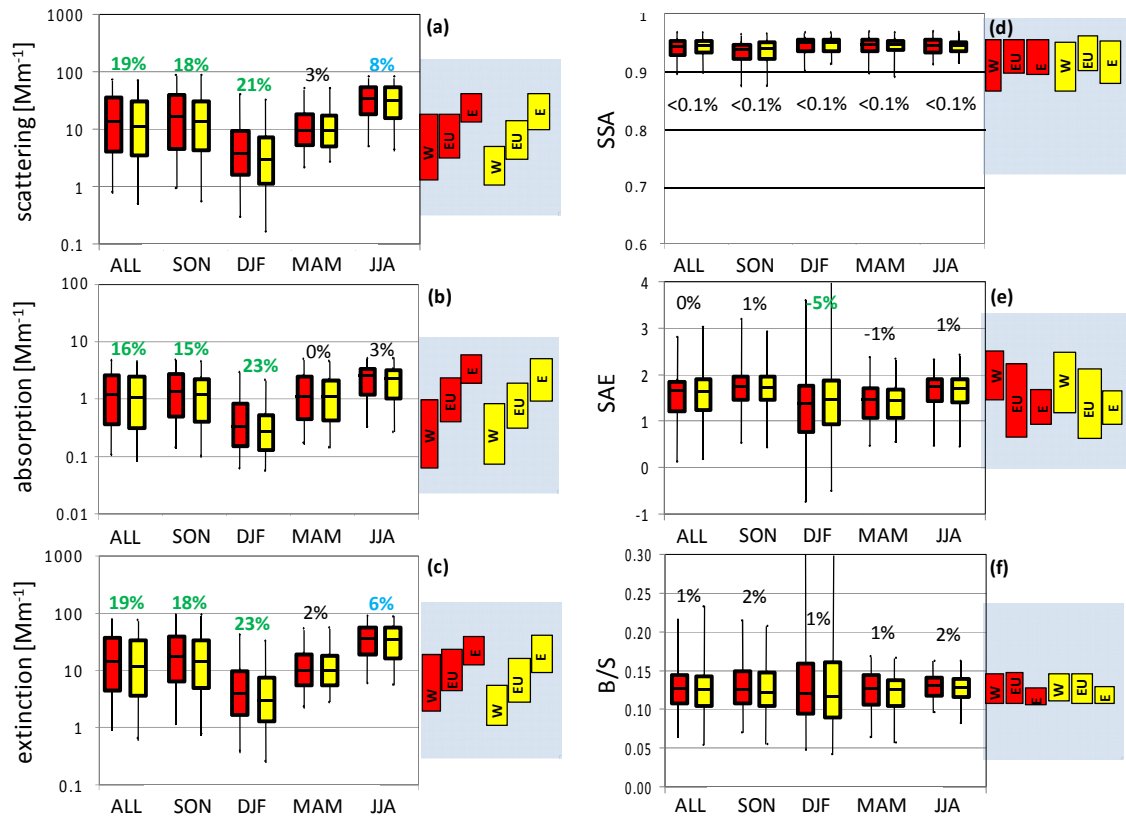 (a)
scattering [Mm⁻¹]
1000
100
10
1
0.1
19%
18%
21%
3%
8%
ALL
SON
DJF
MAM
JJA
W
EU
E
W
EU
E
(b)
absorption [Mm⁻¹]
100
10
1
0.1
0.01
16%
15%
23%
0%
3%
ALL
SON
DJF
MAM
JJA
W
EU
E
W
EU
E
(c)
extinction [Mm⁻¹]
1000
100
10
1
0.1
19%
18%
23%
2%
6%
ALL
SON
DJF
MAM
JJA
W
EU
E
W
EU
E
(d)
SSA
1
0.9
0.8
0.7
0.6
<0.1%
<0.1%
<0.1%
<0.1%
<0.1%
ALL
SON
DJF
MAM
JJA
W
EU
E
W
EU
E
(e)
SAE
4
3
2
1
0
-1
0%
1%
-5%
-1%
1%
ALL
SON
DJF
MAM
JJA
W
EU
E
W
EU
E
(f)
B/S
0.30
0.25
0.20
0.15
0.10
0.05
0.00
1%
2%
1%
1%
2%
ALL
SON
DJF
MAM
JJA
W
EU
E
W
EU
E